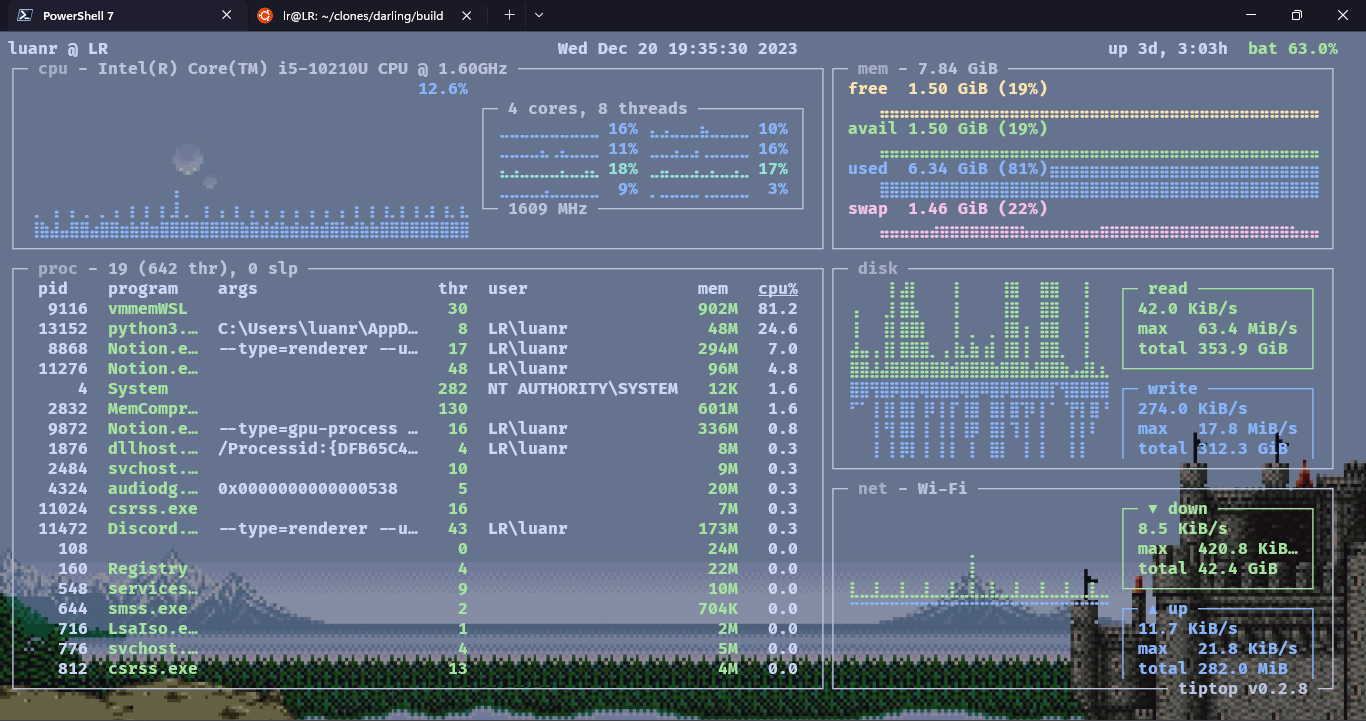 PowerShell 7
lr@LR: ~/clones/darling/build
luanr @ LR
Wed Dec 20 19:35:30 2023
up 3d, 3:03h bat 63.0%
cpu - Intel(R) Core(TM) i5-10210U CPU @ 1.60GHz
12.6%
4 cores, 8 threads
16% 10%
11% 16%
18% 17%
9% 3%
1609 MHz
mem - 7.84 GiB
free 1.50 GiB (19%)
avail 1.50 GiB (19%)
used 6.34 GiB (81%)
swap 1.46 GiB (22%)
proc - 19 (642 thr), 0 slp
pid program args thr user mem cpu%
9116 vmmemWSL 30 902M 81.2
13152 python3.… C:\Users\luanr\AppD… 8 LR\luanr 48M 24.6
8868 Notion.e… --type=renderer --u… 17 LR\luanr 294M 7.0
11276 Notion.e… 48 LR\luanr 96M 4.8
4 System 282 NT AUTHORITY\SYSTEM 12K 1.6
2832 MemCompr… 130 601M 1.6
9872 Notion.e… --type=gpu-process … 16 LR\luanr 336M 0.8
1876 dllhost.… /Processid:{DFB65C4… 4 LR\luanr 8M 0.3
2484 svchost.… 10 9M 0.3
4324 audiodg.… 0x0000000000000538 5 20M 0.3
11024 csrss.exe 16 7M 0.3
11472 Discord.… --type=renderer --u… 43 LR\luanr 173M 0.3
108 0 24M 0.0
160 Registry 4 22M 0.0
548 services… 9 10M 0.0
644 smss.exe 2 704K 0.0
716 LsaIso.e… 1 2M 0.0
776 svchost.… 4 5M 0.0
812 csrss.exe 13 4M 0.0
disk
read
42.0 KiB/s
max 63.4 MiB/s
total 353.9 GiB
write
274.0 KiB/s
max 17.8 MiB/s
total 312.3 GiB
net - Wi-Fi
▼ down
8.5 KiB/s
max 420.8 KiB…
total 42.4 GiB
▲ up
11.7 KiB/s
max 21.8 KiB/s
total 282.0 MiB
tiptop v0.2.8